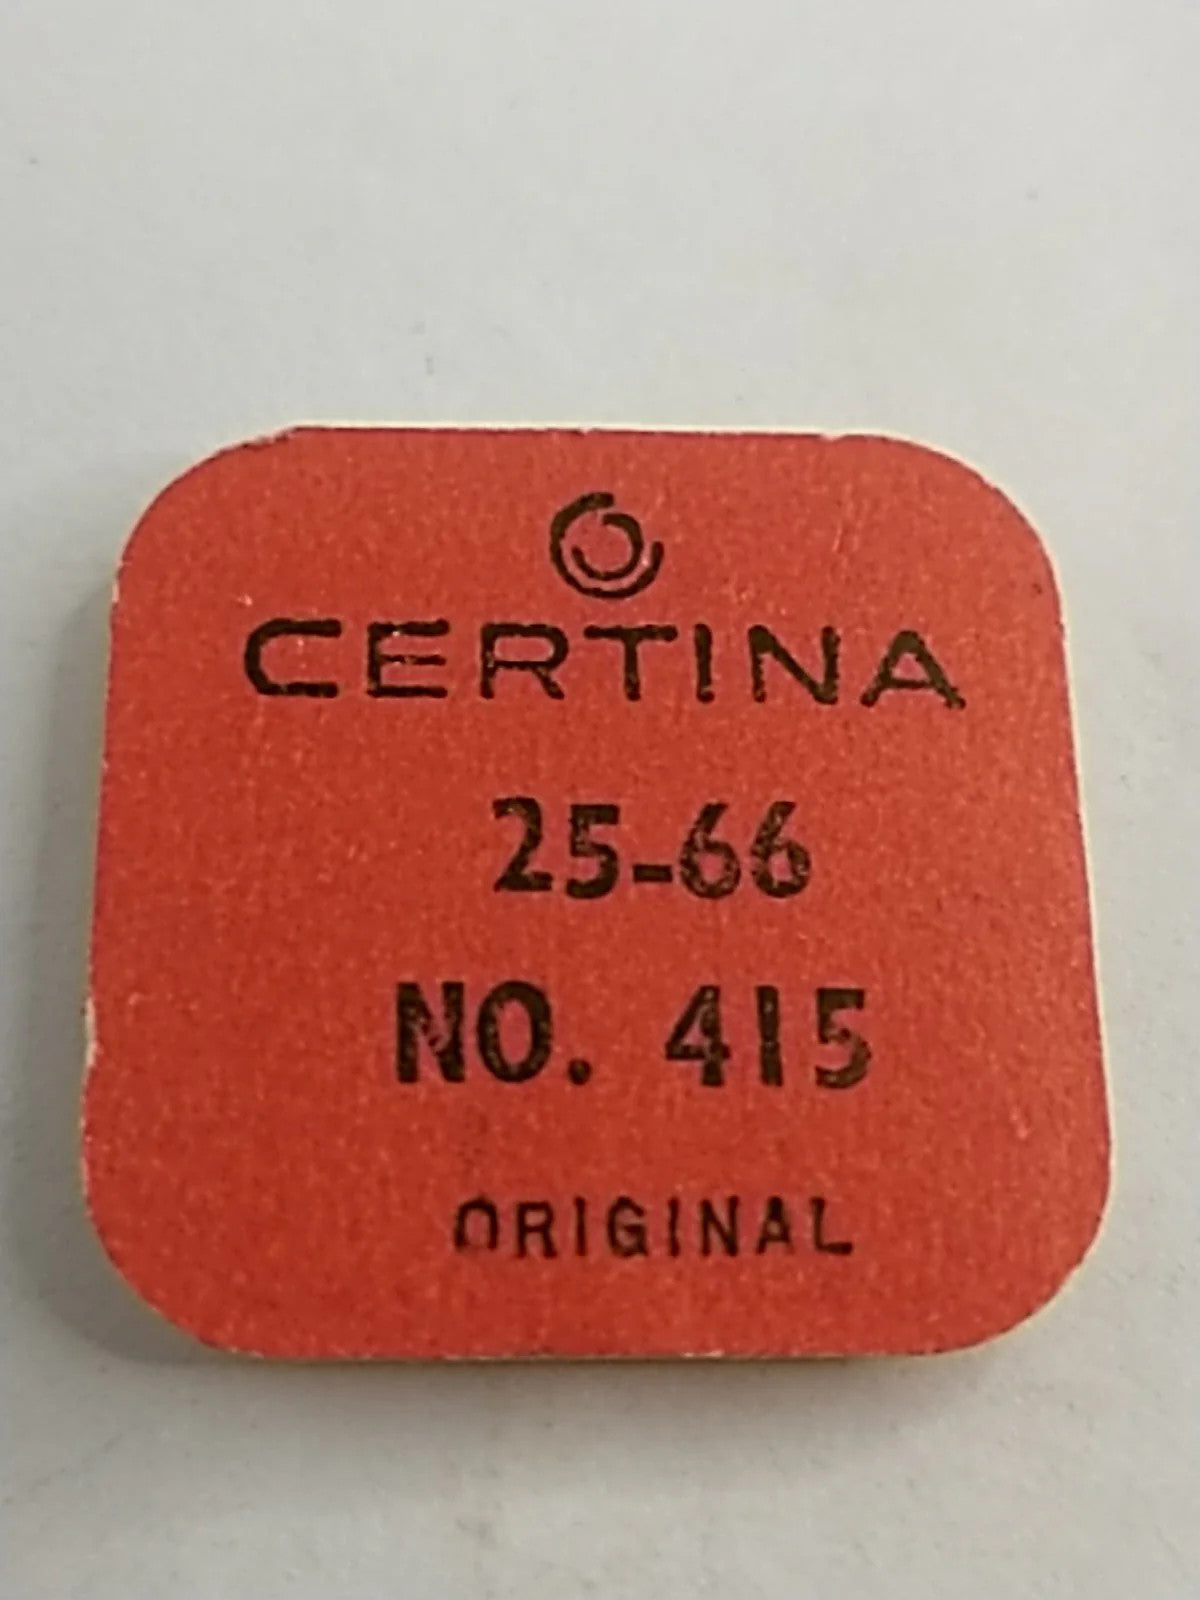 CERTINA
25-66
NO. 415
ORIGINAL